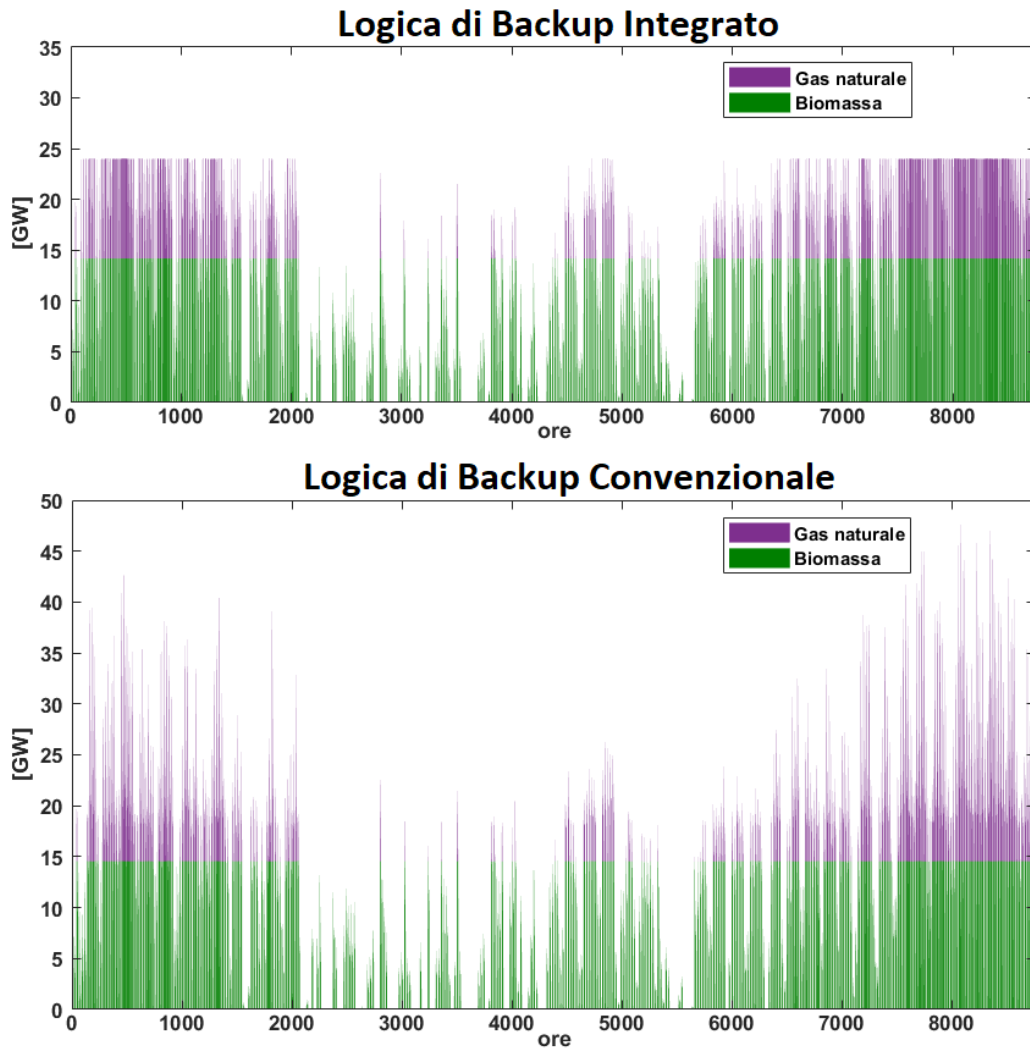 Logica di Backup Integrato
35
30
25
20
15
10
5
0
[GW]
Gas naturale
Biomassa
0 1000 2000 3000 4000 5000 6000 7000 8000
ore
Logica di Backup Convenzionale
50
45
40
35
30
25
20
15
10
5
0
[GW]
Gas naturale
Biomassa
0 1000 2000 3000 4000 5000 6000 7000 8000
ore